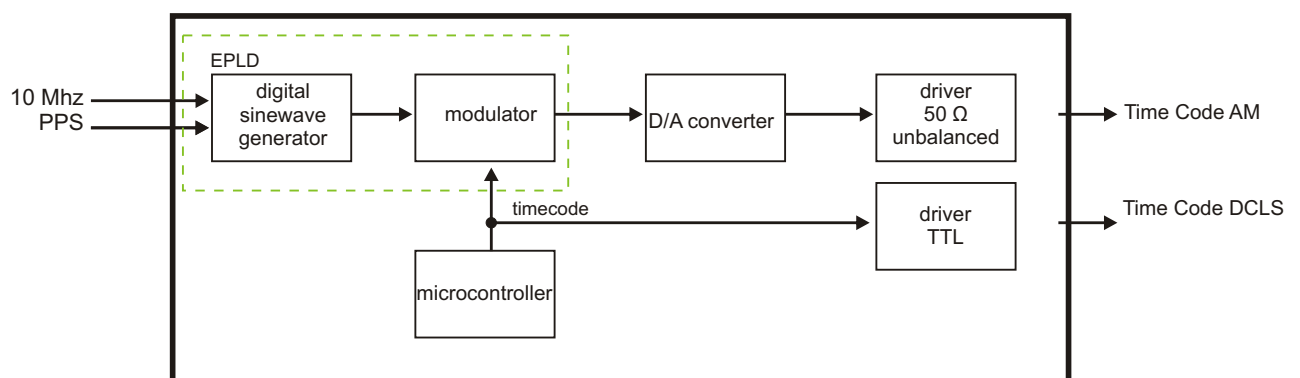 EPLD
10 Mhz
PPS
digital
sinewave
generator
modulator
D/A converter
driver
50 Ω
unbalanced
Time Code AM
timecode
driver
TTL
Time Code DCLS
microcontroller